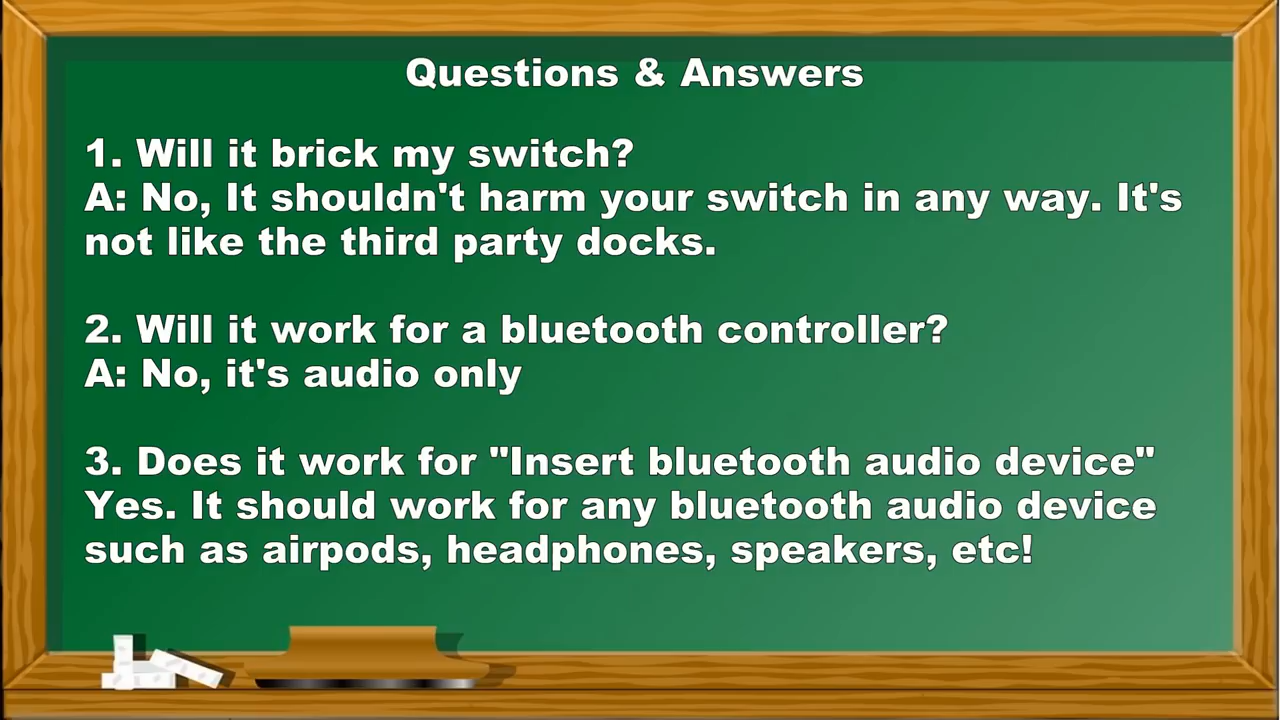 Questions & Answers
1. Will it brick my switch?
A: No, It shouldn't harm your switch in any way. It's
not like the third party docks.
2. Will it work for a bluetooth controller?
A: No, it's audio only
3. Does it work for "Insert bluetooth audio device"
Yes. It should work for any bluetooth audio device
such as airpods, headphones, speakers, etc!